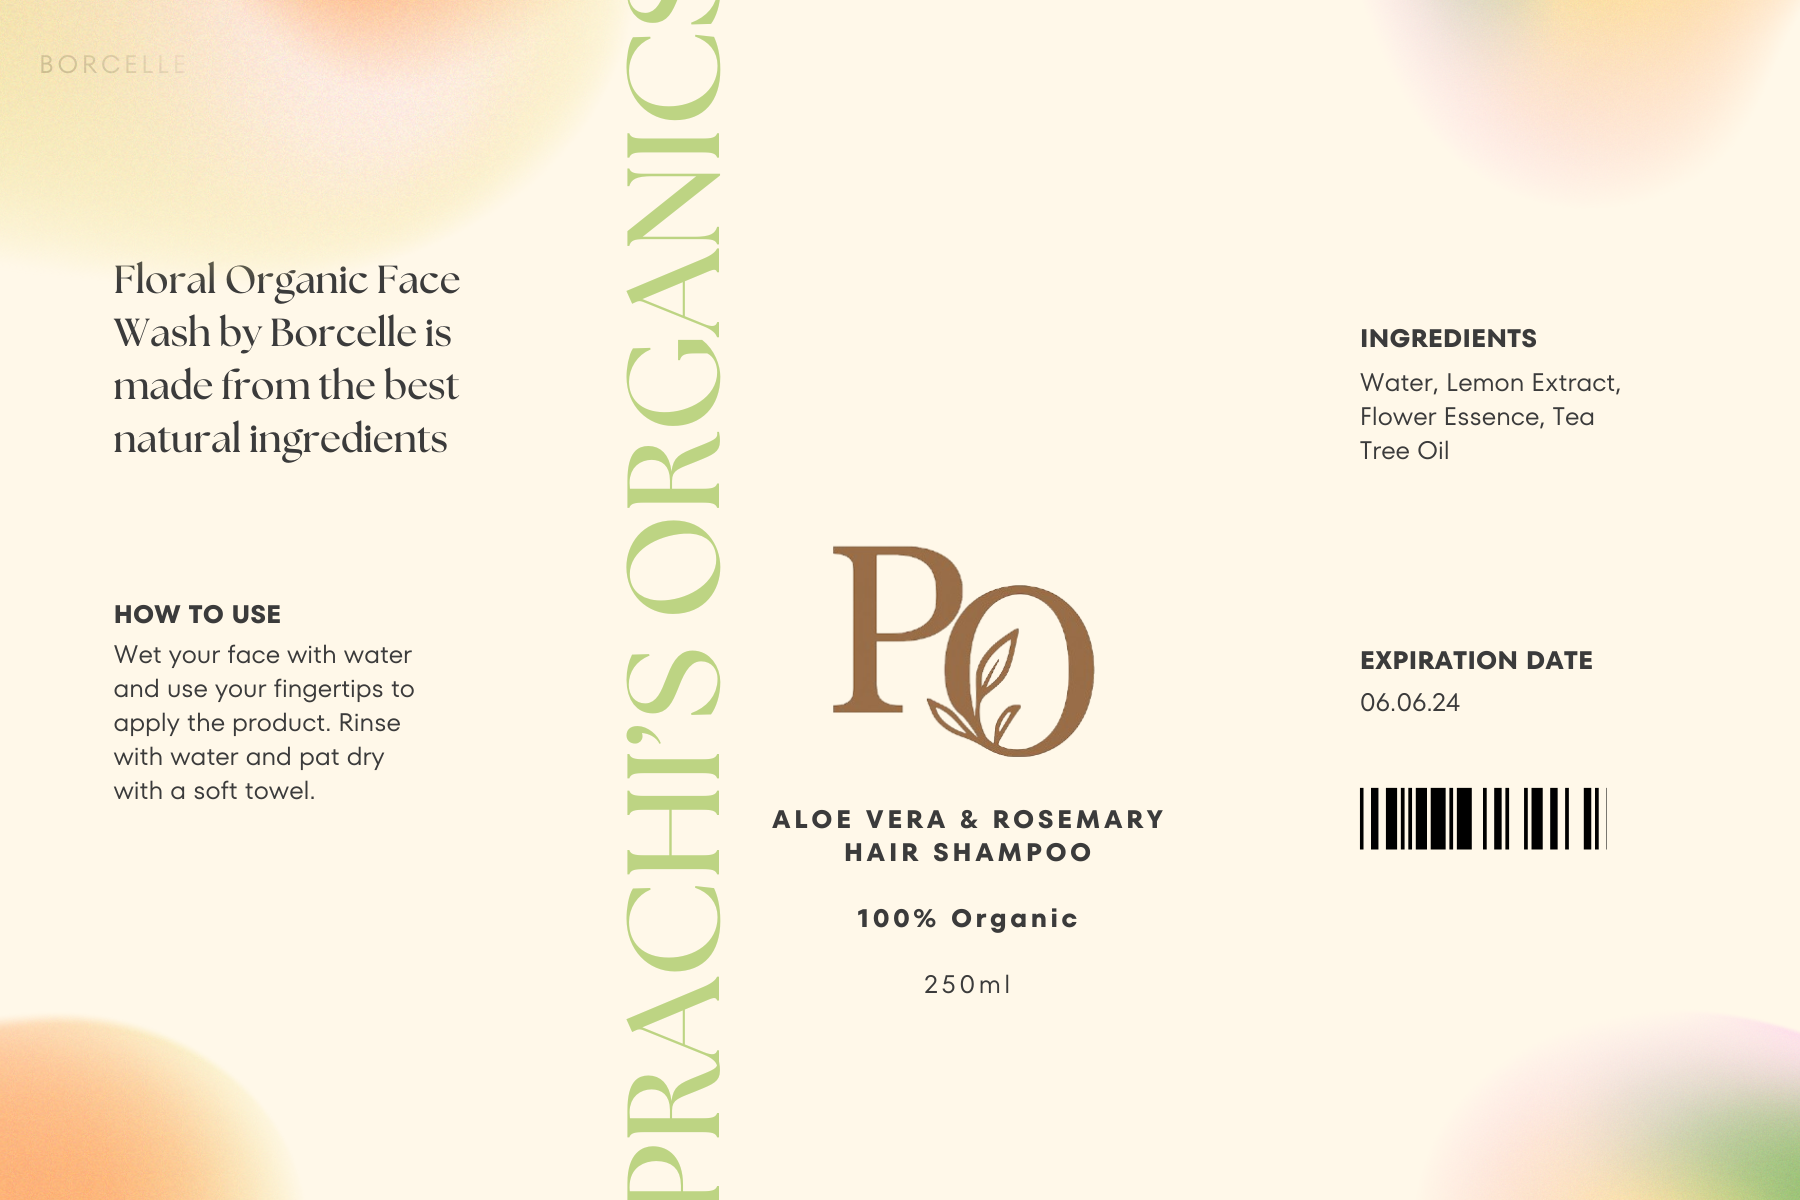 BORCELLE
Floral Organic Face
Wash by Borcelle is
made from the best
natural ingredients
HOW TO USE
Wet your face with water
and use your fingertips to
apply the product. Rinse
with water and pat dry
with a soft towel.
PRACHI’S ORGANICS
PO
ALOE VERA & ROSEMARY
HAIR SHAMPOO
100% Organic
250ml
INGREDIENTS
Water, Lemon Extract,
Flower Essence, Tea
Tree Oil
EXPIRATION DATE
06.06.24